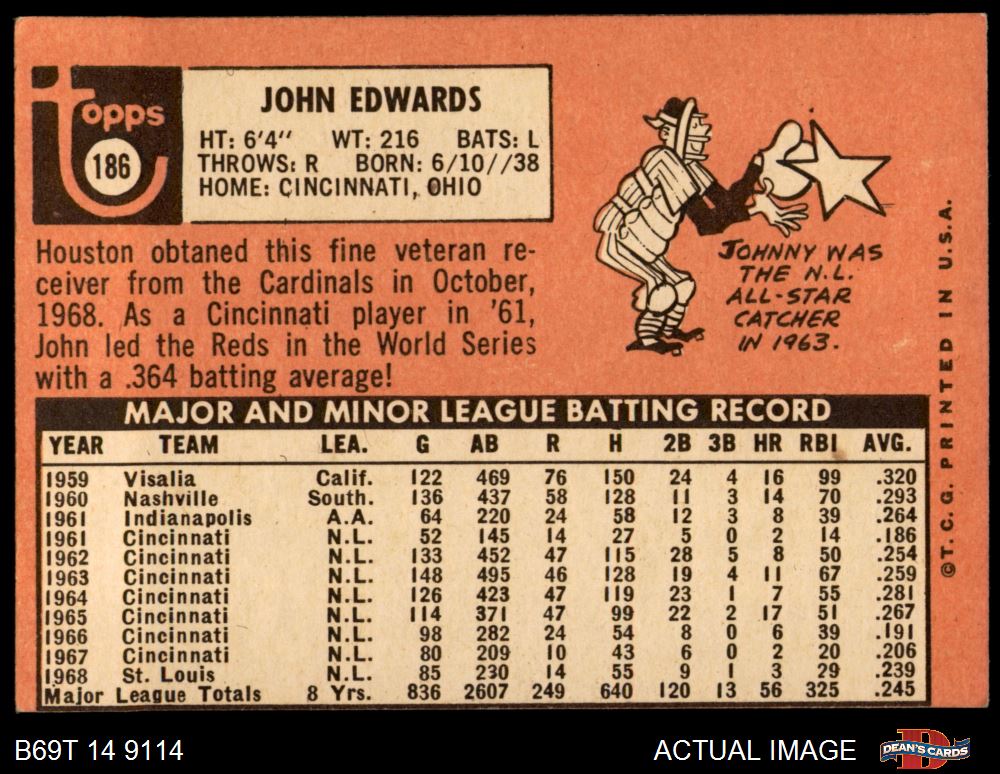 topps
186
JOHN EDWARDS
HT: 6'4'' WT: 216 BATS: L
THROWS: R BORN: 6/10//38
HOME: CINCINNATI, OHIO
Houston obtaned this fine veteran re-
ceiver from the Cardinals in October,
1968. As a Cincinnati player in '61,
John led the Reds in the World Series
with a .364 batting average!
JOHNNY WAS
THE N.L.
ALL-STAR
CATCHER
IN 1963.
©T. C. G. PRINTED IN U.S.A.
MAJOR AND MINOR LEAGUE BATTING RECORD
YEAR TEAM LEA. G AB R H 2B 3B HR RBI AVG.
1959 Visalia Calif. 122 469 76 150 24 4 16 99 .320
1960 Nashville South. 136 437 58 128 11 3 14 70 .293
1961 Indianapolis A.A. 64 220 24 58 12 3 8 39 .264
1961 Cincinnati N.L. 52 145 14 27 5 0 2 14 .186
1962 Cincinnati N.L. 133 452 47 115 28 5 8 50 .254
1963 Cincinnati N.L. 148 495 46 128 19 4 11 67 .259
1964 Cincinnati N.L. 126 423 47 119 23 1 7 55 .281
1965 Cincinnati N.L. 114 371 47 99 22 2 17 51 .267
1966 Cincinnati N.L. 98 282 24 54 8 0 6 39 .191
1967 Cincinnati N.L. 80 209 10 43 6 0 2 20 .206
1968 St. Louis N.L. 85 230 14 55 9 1 3 29 .239
Major League Totals 8 Yrs. 836 2607 249 640 120 13 56 325 .245
B69T 14 9114
ACTUAL IMAGE
DEAN'S CARDS